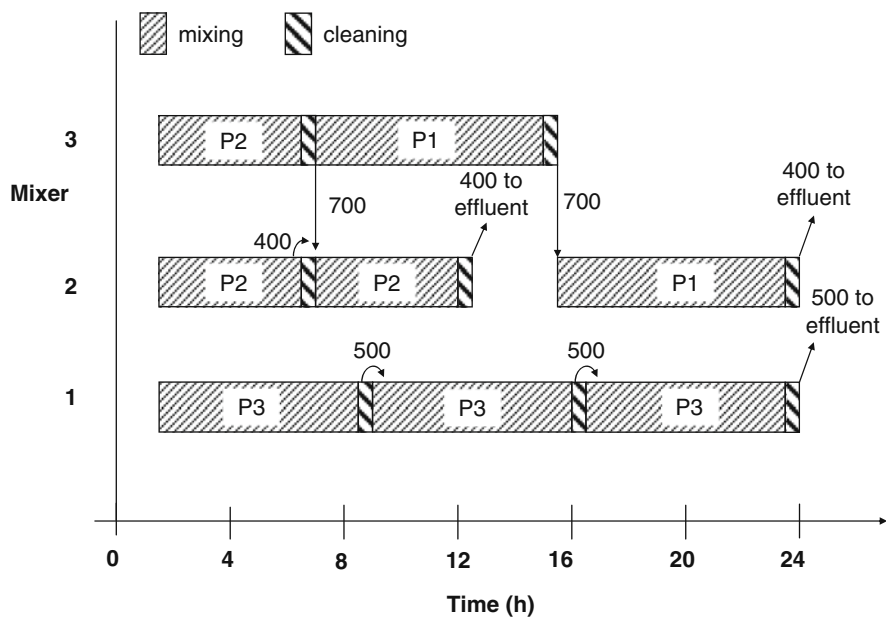 mixing
cleaning
3
P2
P1
Mixer
700
400 to
effluent
700
400 to
effluent
400
2
P2
P2
P1
500 to
effluent
500
500
1
P3
P3
P3
0
4
8
12
16
20
24
Time (h)